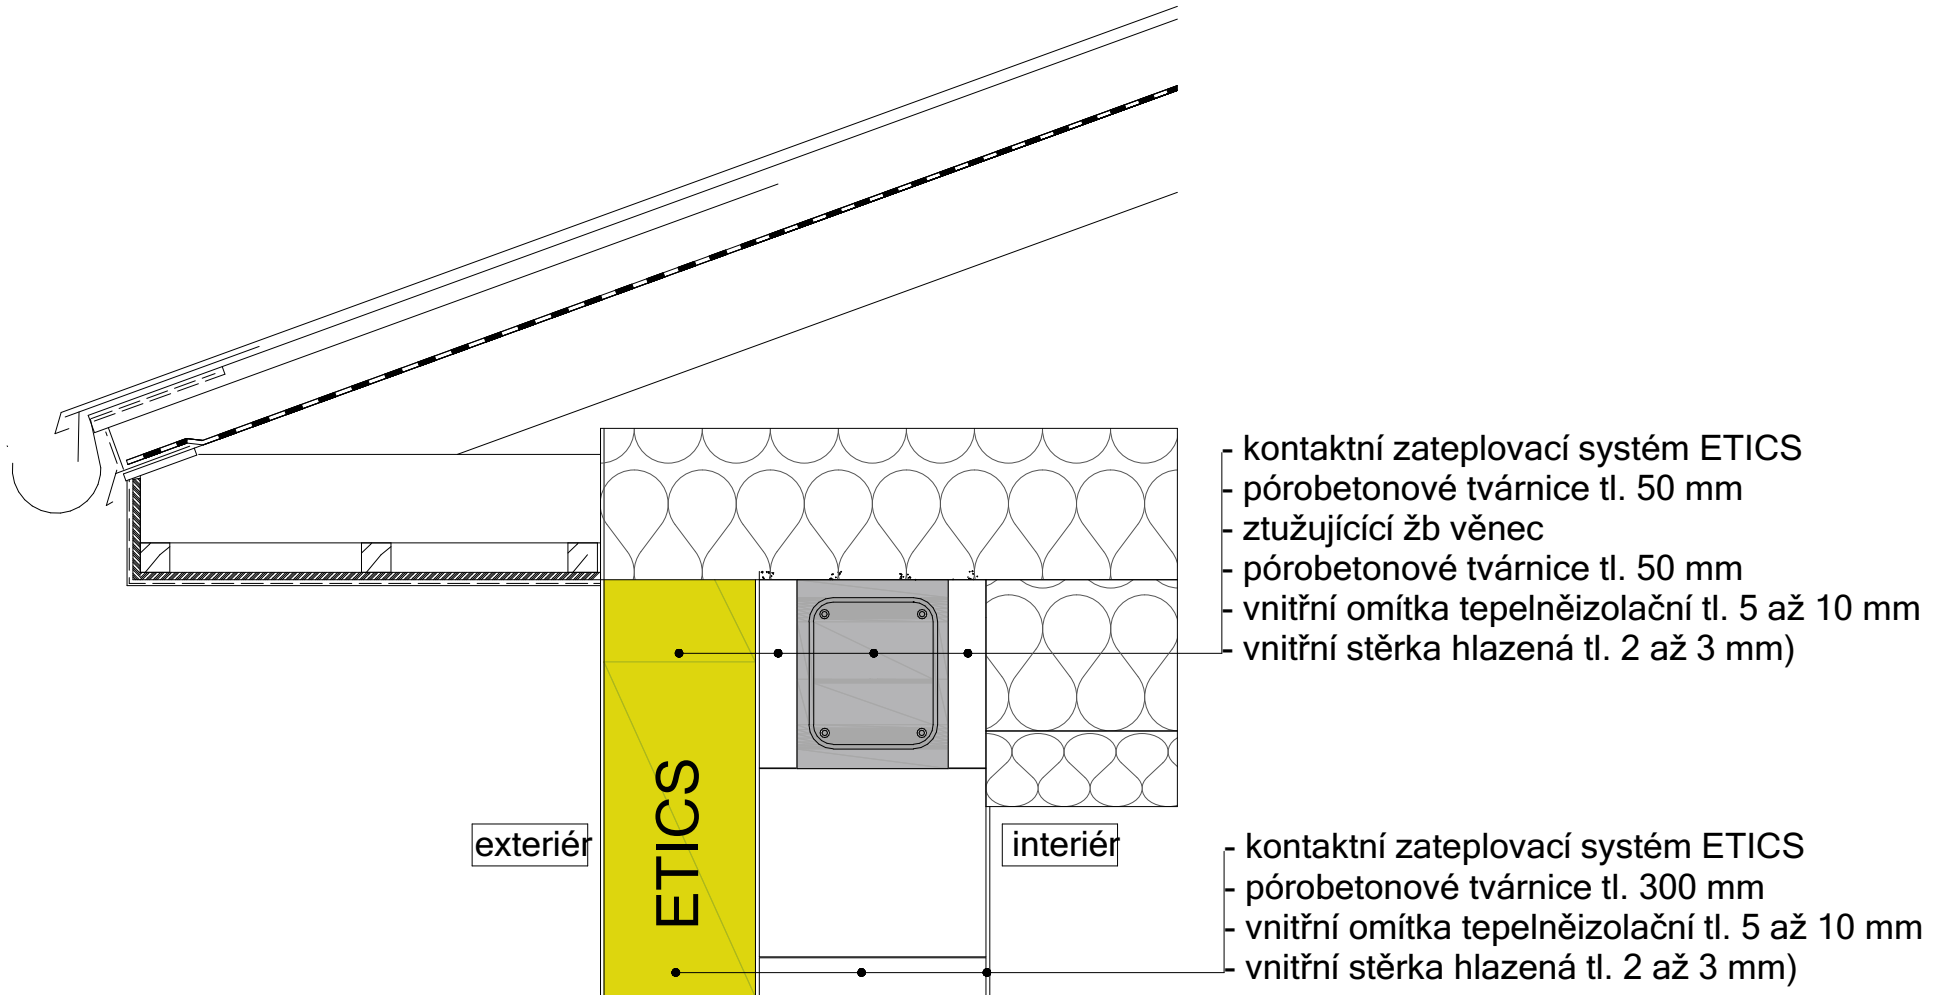 - kontaktní zateplovací systém ETICS
- pórobetonové tvárnice tl. 50 mm
- ztužujícící žb věnec
- pórobetonové tvárnice tl. 50 mm
- vnitřní omítka tepelněizolační tl. 5 až 10 mm
- vnitřní stěrka hlazená tl. 2 až 3 mm)
ETICS
exteriér
interiér
- kontaktní zateplovací systém ETICS
- pórobetonové tvárnice tl. 300 mm
- vnitřní omítka tepelněizolační tl. 5 až 10 mm
- vnitřní stěrka hlazená tl. 2 až 3 mm)